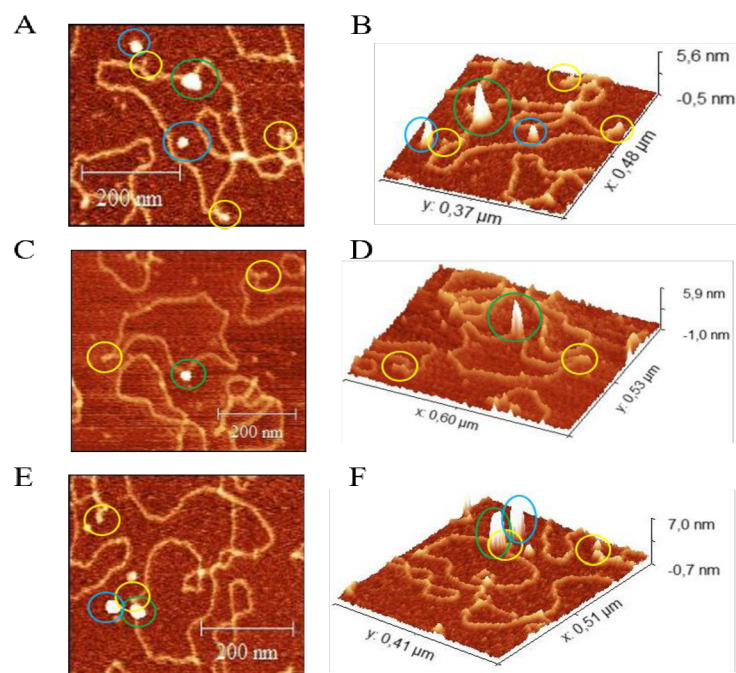 A
B
200 nm
5,6 nm
-0,5 nm
x: 0,48 µm
y: 0,37 µm
C
D
200 nm
5,9 nm
-1,0 nm
y: 0,53 µm
x: 0,60 µm
E
F
200 nm
7,0 nm
-0,7 nm
x: 0,51 µm
y: 0,41 µm